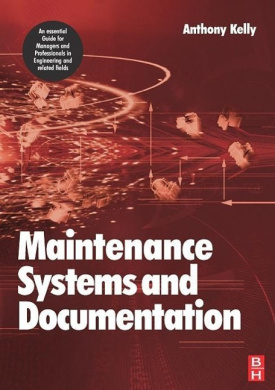 An essential
Guide for
Managers and
Professionals in
Engineering and
related fields
Anthony Kelly
Maintenance
Systems and
Documentation
B
H